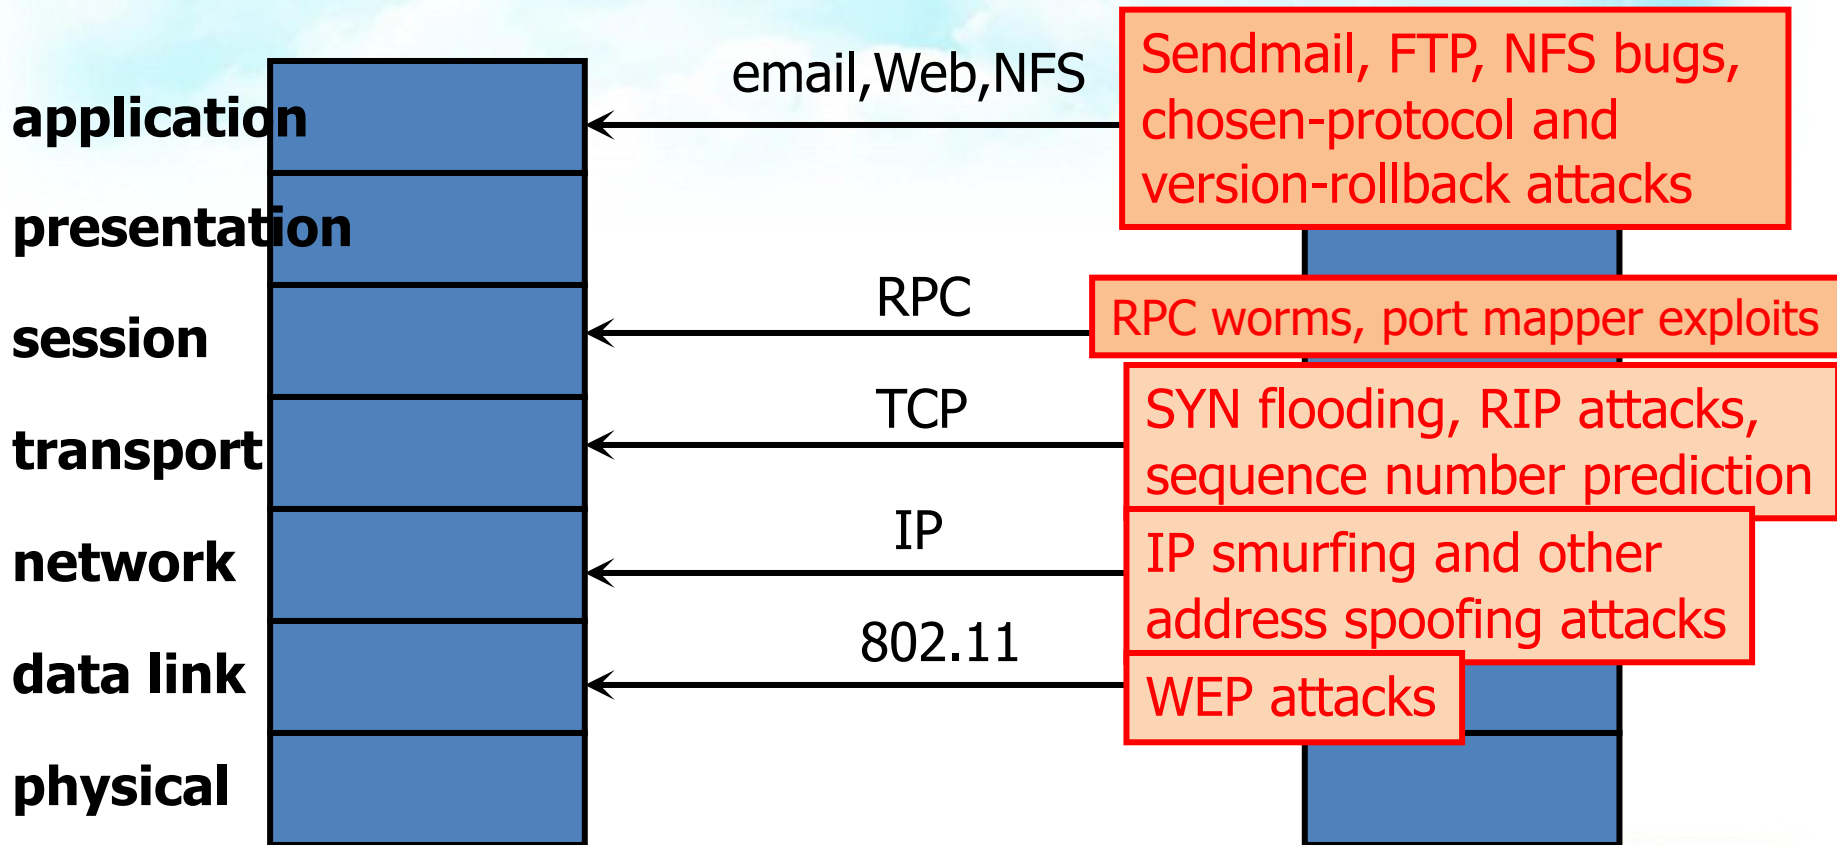 application
presentation
session
transport
network
data link
physical
email,Web,NFS
RPC
TCP
IP
802.11
Sendmail, FTP, NFS bugs,
chosen-protocol and
version-rollback attacks
RPC worms, port mapper exploits
SYN flooding, RIP attacks,
sequence number prediction
IP smurfing and other
address spoofing attacks
WEP attacks